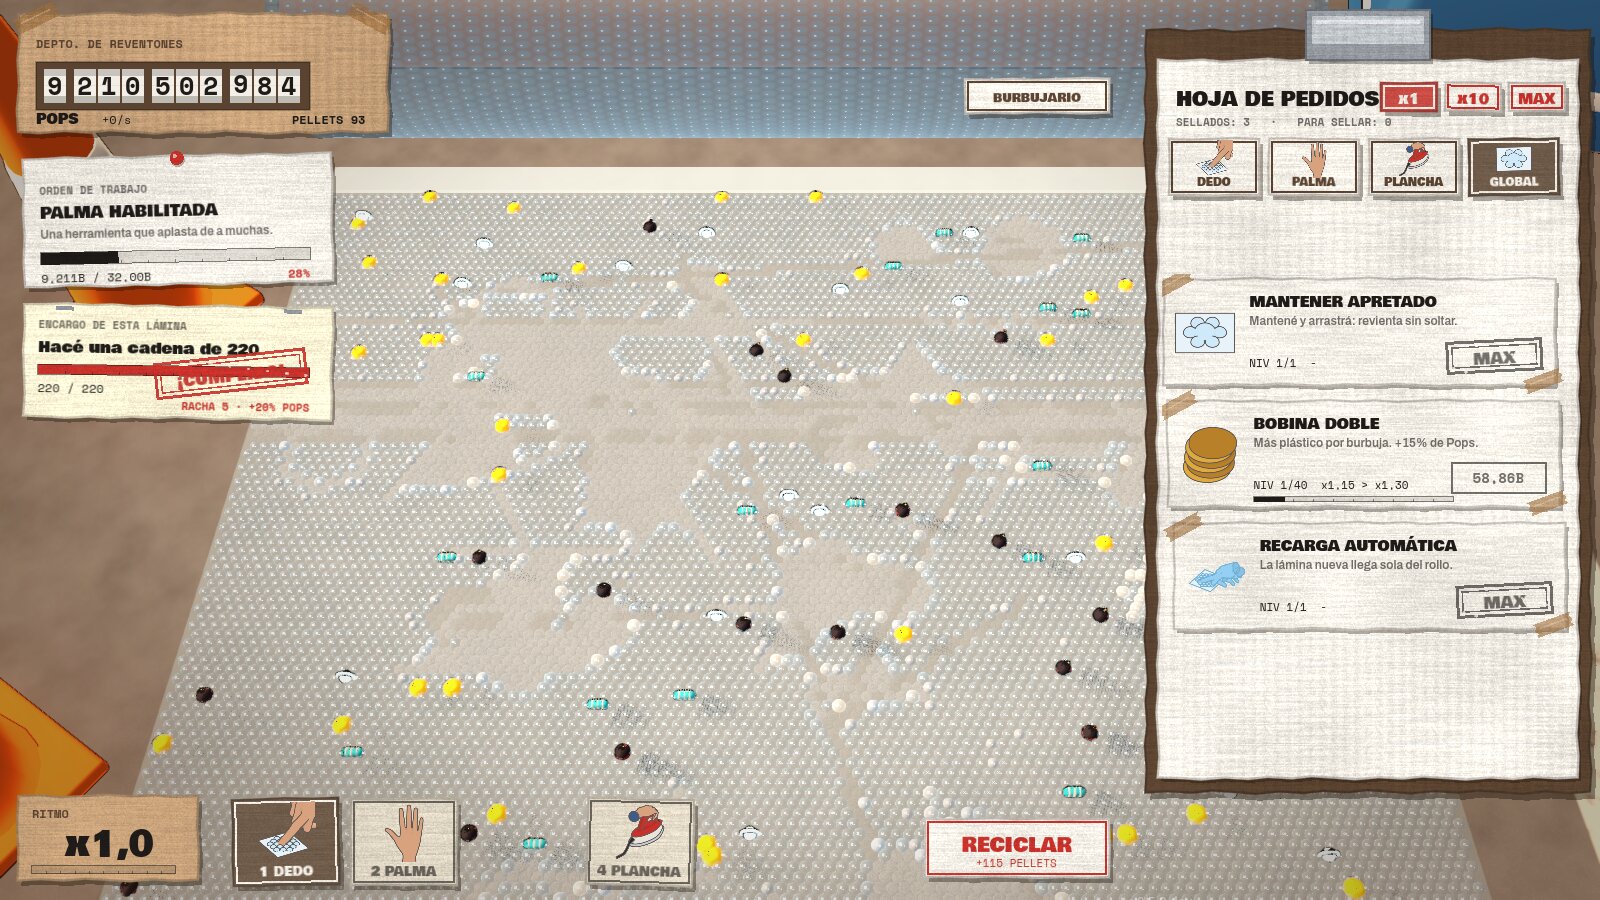 DEPTO. DE REVENTONES
9 210 502 984
POPS +0/s PELLETS 93
ORDEN DE TRABAJO
PALMA HABILITADA
Una herramienta que aplasta de a muchas.
9.211B / 32.00B 28%
ENCARGO DE ESTA LÁMINA
Hacé una cadena de 220
220 / 220
RACHA 5 · +20% POPS
BURBUJARIO
HOJA DE PEDIDOS x1 x10 MAX
SELLADOS: 3 · PARA SELLAR: 0
DEDO PALMA PLANCHA GLOBAL
MANTENER APRETADO
Mantené y arrastrá: revienta sin soltar.
NIV 1/1 - MAX
BOBINA DOBLE
Más plástico por burbuja. +15% de Pops.
NIV 1/40 x1.15 > x1.30 58.86B
RECARGA AUTOMÁTICA
La lámina nueva llega sola del rollo.
NIV 1/1 - MAX
RITMO
x1,0
1 DEDO 2 PALMA 4 PLANCHA
RECICLAR
+115 PELLETS